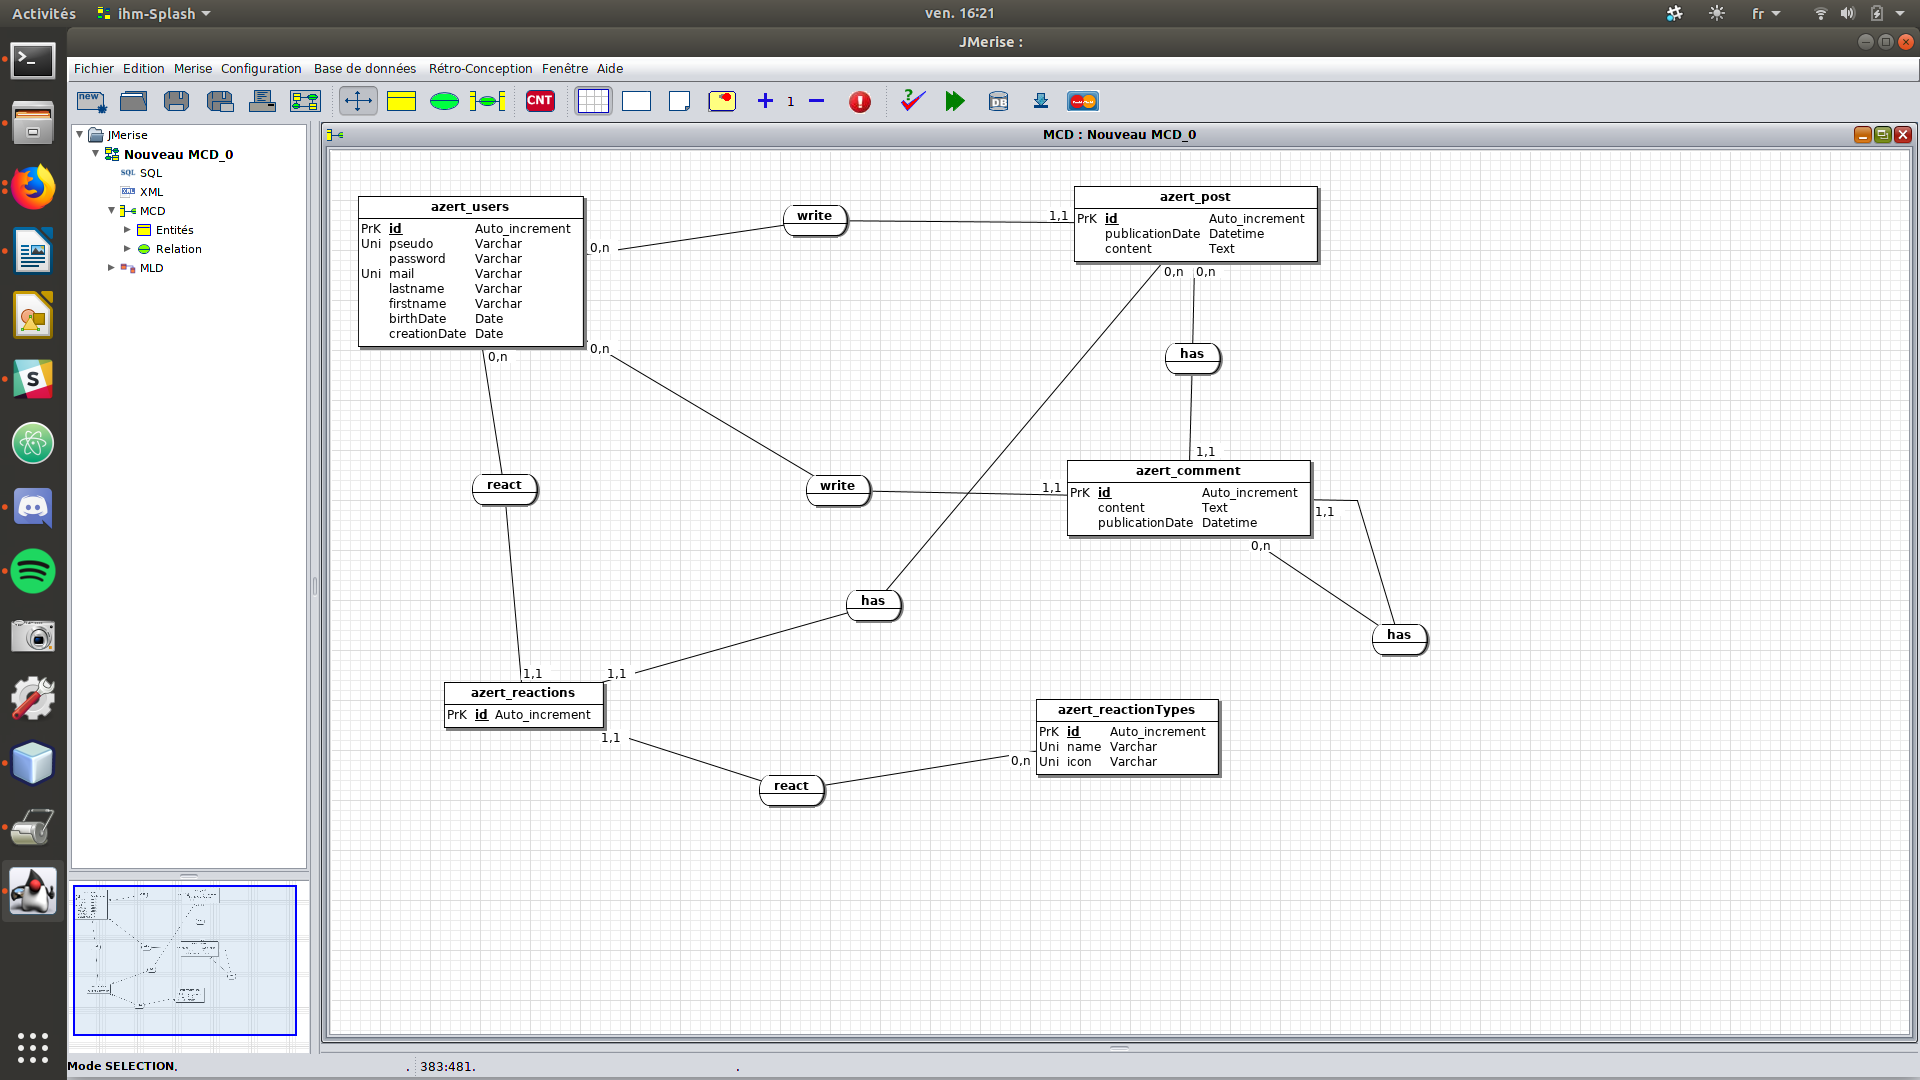 Activités ihm-Splash ven. 16:21 fr
JMerise :
Fichier Edition Merise Configuration Base de données Rétro-Conception Fenêtre Aide
new CNT 1 DB
JMerise
Nouveau MCD_0
SQL SQL
XML
MCD
Entités
Relation
MLD
MCD : Nouveau MCD_0
azert_users
PrK id Auto_increment
Uni pseudo Varchar
password Varchar
Uni mail Varchar
lastname Varchar
firstname Varchar
birthDate Date
creationDate Date
0,n
write
1,1
azert_post
PrK id Auto_increment
publicationDate Datetime
content Text
0,n 0,n
has
1,1
0,n
0,n
react
write
1,1
azert_comment
PrK id Auto_increment
content Text
publicationDate Datetime
1,1
0,n
has
has
1,1 1,1
azert_reactions
PrK id Auto_increment
1,1
react
0,n
azert_reactionTypes
PrK id Auto_increment
Uni name Varchar
Uni icon Varchar
Mode SELECTION. . 383:481. .